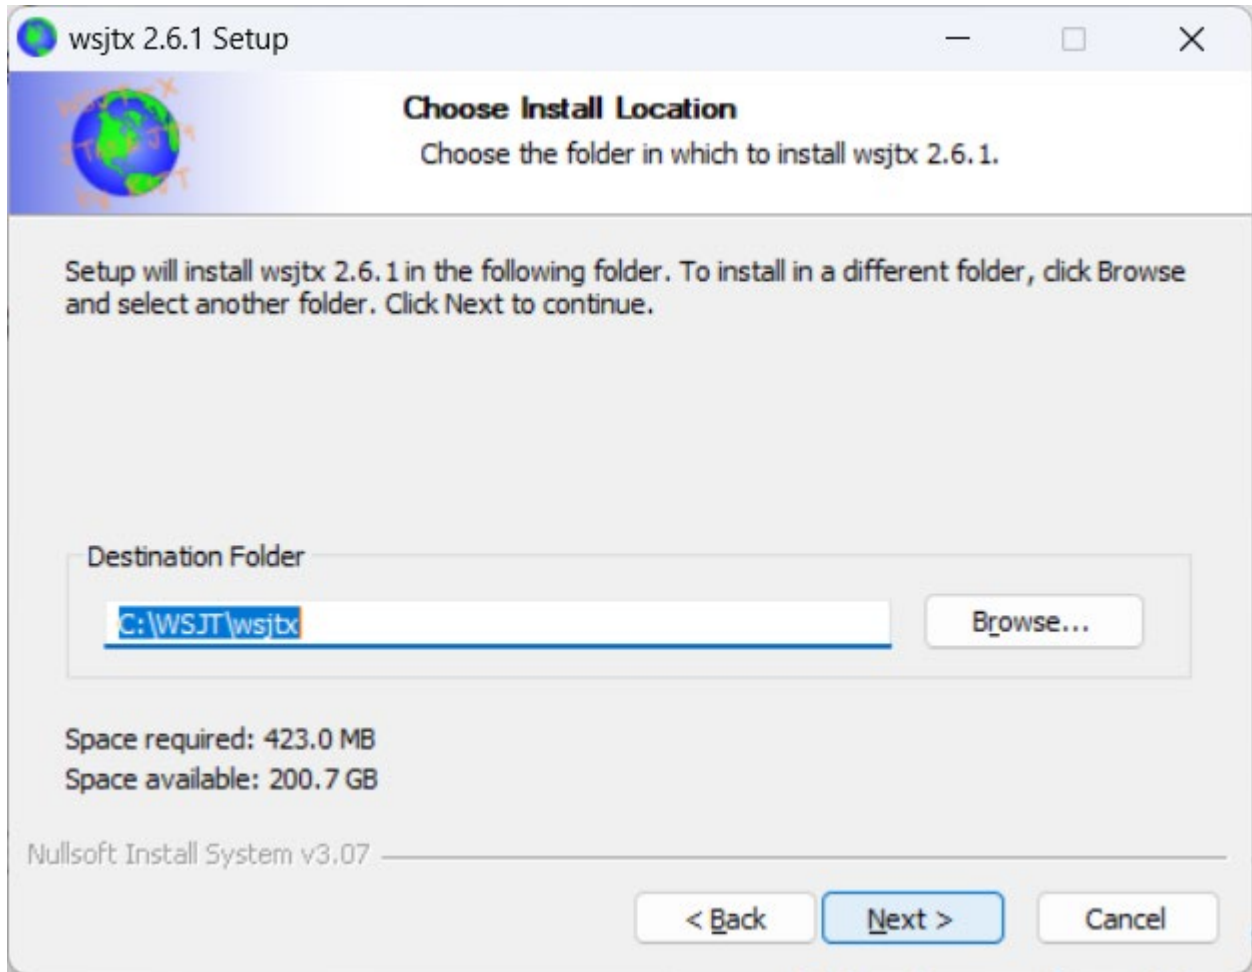 wsjtx 2.6.1 Setup
WSJT-X
Choose Install Location
Choose the folder in which to install wsjtx 2.6.1.
Setup will install wsjtx 2.6.1 in the following folder. To install in a different folder, click Browse
and select another folder. Click Next to continue.
Destination Folder
C:\WSJT\wsjtx
Browse...
Space required: 423.0 MB
Space available: 200.7 GB
Nullsoft Install System v3.07
< Back
Next >
Cancel